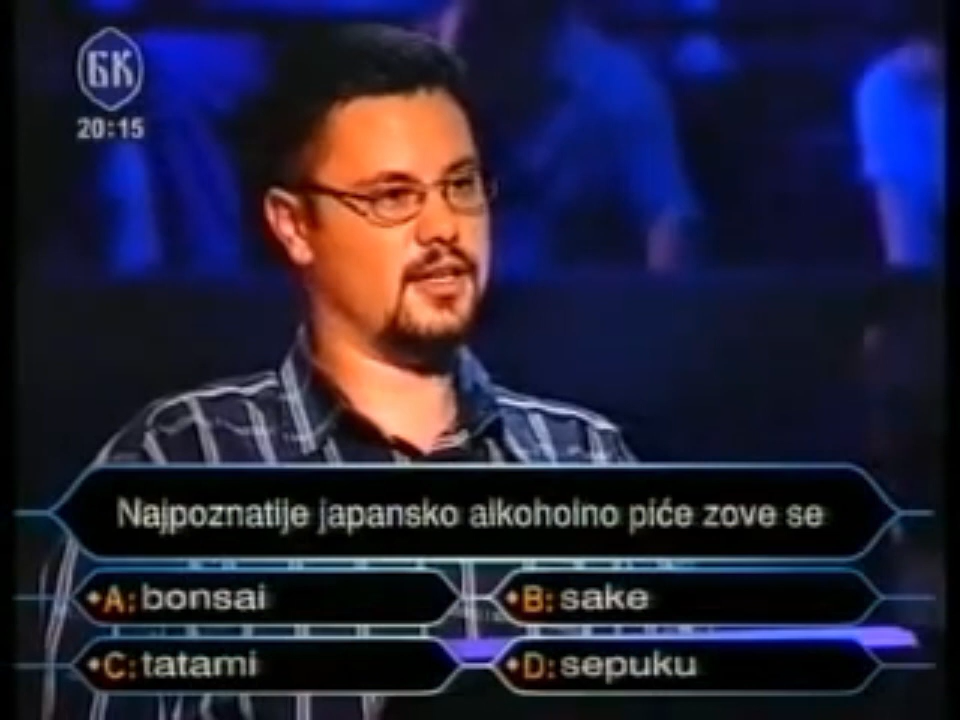 БК
20:15
Najpoznatije japansko alkoholno piće zove se
A: bonsai
B: sake
C: tatami
D: sepuku